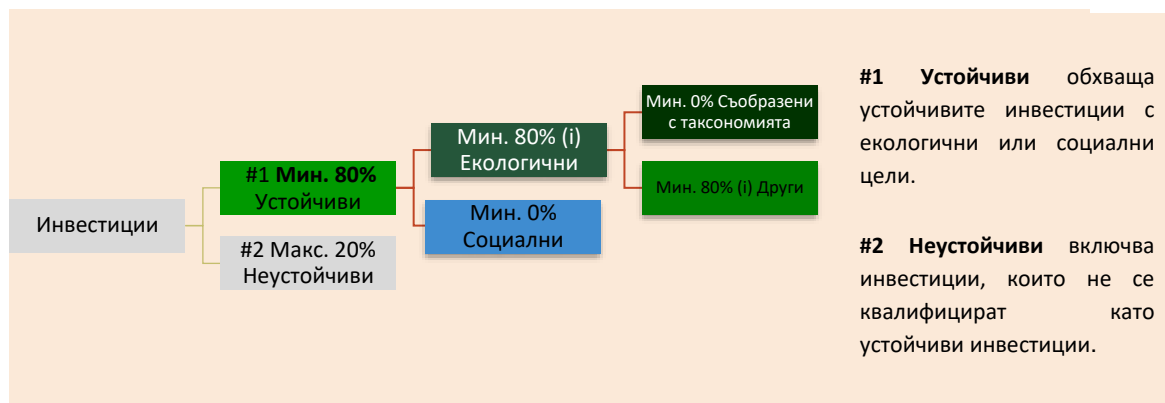 Инвестиции
#1 Мин. 80%
Устойчиви
#2 Макс. 20%
Неустойчиви
Мин. 80% (i)
Екологични
Мин. 0%
Социални
Мин. 0% Съобразени
с таксономията
Мин. 80% (i) Други
#1 Устойчиви обхваща
устойчивите инвестиции с
екологични или социални
цели.
#2 Неустойчиви включва
инвестиции, които не се
квалифицират като
устойчиви инвестиции.